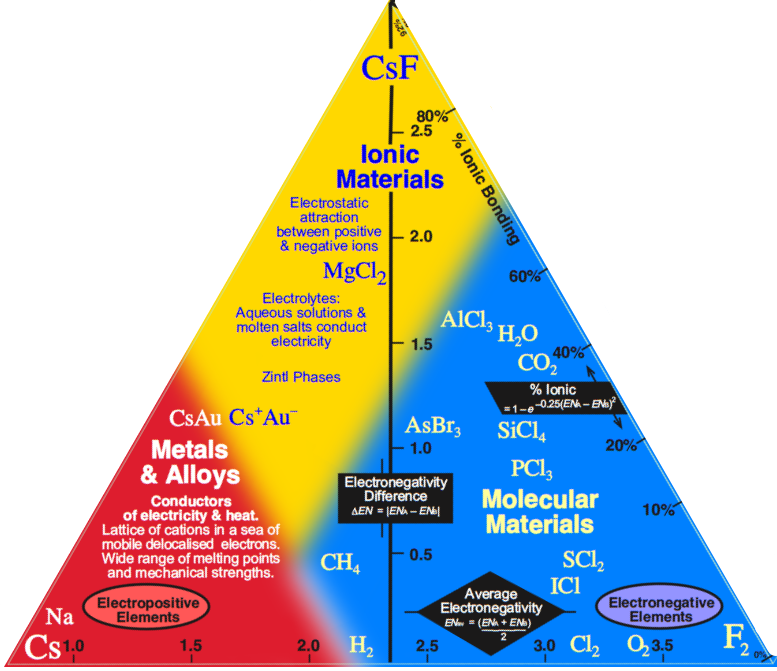 92%
CsF
80%
2.5
% Ionic Bonding
Ionic
Materials
Electrostatic
attraction
between positive
& negative ions
2.0
MgCl₂
60%
Electrolytes:
Aqueous solutions &
molten salts conduct
electricity
AlCl₃
H₂O
1.5
CO₂
40%
Zintl Phases
% Ionic
= 1 – e^–0.25(ENA – ENB)²
CsAu Cs⁺Au⁻
AsBr₃
SiCl₄
20%
Metals
& Alloys
1.0
PCl₃
Conductors
of electricity & heat.
Lattice of cations in a sea of
mobile delocalised electrons.
Wide range of melting points
and mechanical strengths.
Electronegativity
Difference
ΔEN = |ENA – ENB|
Molecular
Materials
10%
CH₄
0.5
SCl₂
ICl
Electropositive
Elements
Average
Electronegativity
ENav = (ENA + ENB)
2
Electronegative
Elements
Na
Cs 1.0 1.5 2.0 H₂ 2.5 3.0 Cl₂ O₂ 3.5 F₂
0%